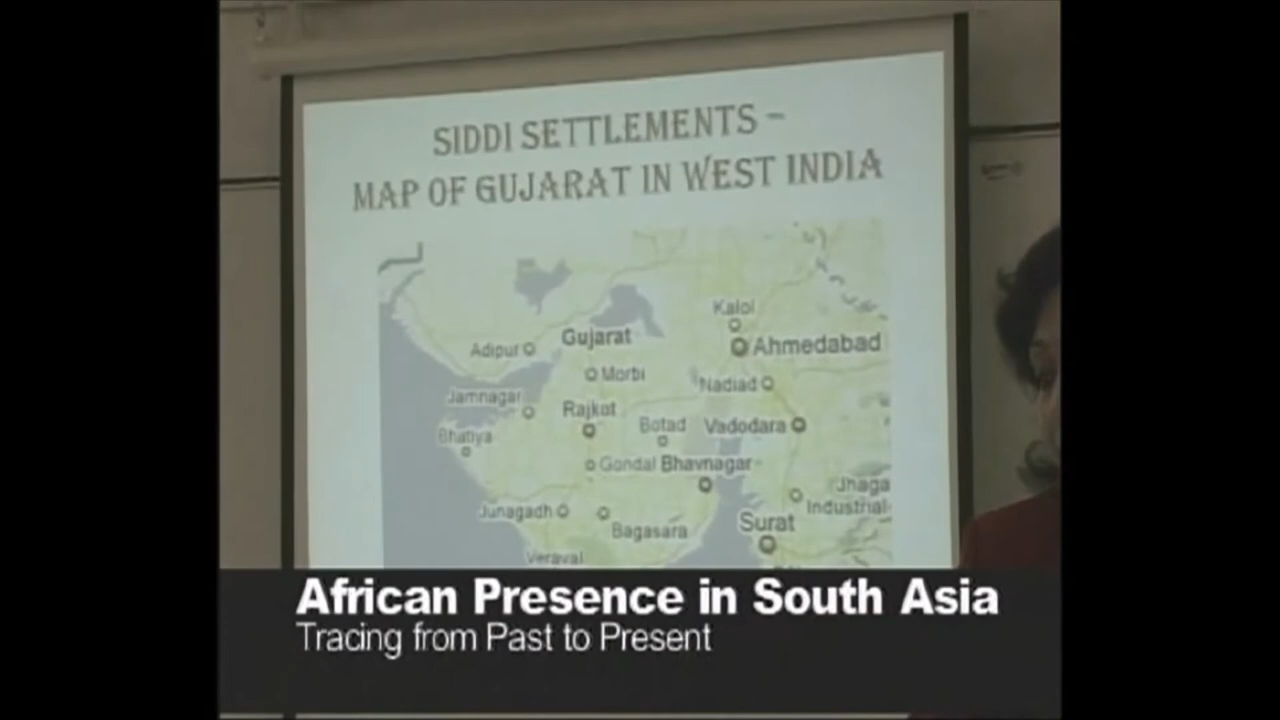 SIDDI SETTLEMENTS –
MAP OF GUJARAT IN WEST INDIA
Kalol
Gujarat
Ahmedabad
Adipur
Morbi
Nadiad
Jamnagar
Rajkot
Botad
Vadodara
Bhatiya
Gondal
Bhavnagar
Jhaga
Industrial
Junagadh
Bagasara
Surat
Veraval
African Presence in South Asia
Tracing from Past to Present